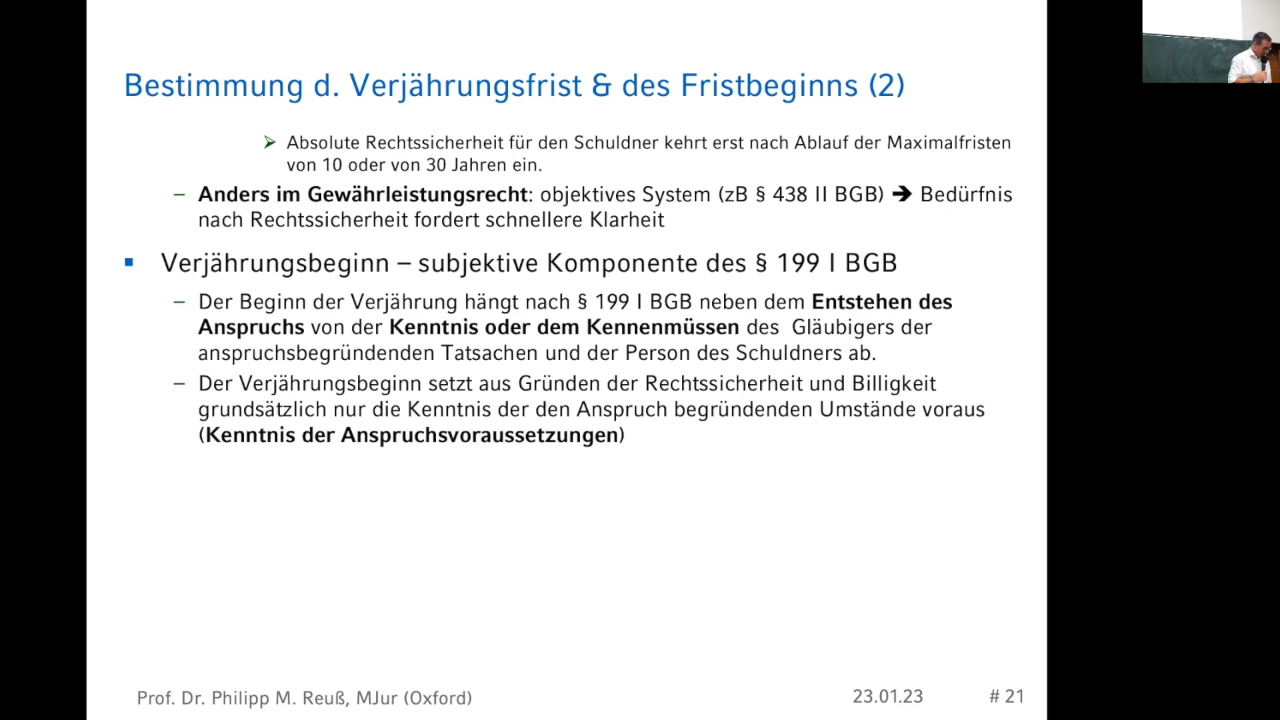 Bestimmung d. Verjährungsfrist & des Fristbeginns (2)
➢ Absolute Rechtssicherheit für den Schuldner kehrt erst nach Ablauf der Maximalfristen
von 10 oder von 30 Jahren ein.
– Anders im Gewährleistungsrecht: objektives System (zB § 438 II BGB) ➔ Bedürfnis
nach Rechtssicherheit fordert schnellere Klarheit
▪ Verjährungsbeginn – subjektive Komponente des § 199 I BGB
– Der Beginn der Verjährung hängt nach § 199 I BGB neben dem Entstehen des
Anspruchs von der Kenntnis oder dem Kennenmüssen des Gläubigers der
anspruchsbegründenden Tatsachen und der Person des Schuldners ab.
– Der Verjährungsbeginn setzt aus Gründen der Rechtssicherheit und Billigkeit
grundsätzlich nur die Kenntnis der den Anspruch begründenden Umstände voraus
(Kenntnis der Anspruchsvoraussetzungen)
Prof. Dr. Philipp M. Reuß, MJur (Oxford) 23.01.23 # 21